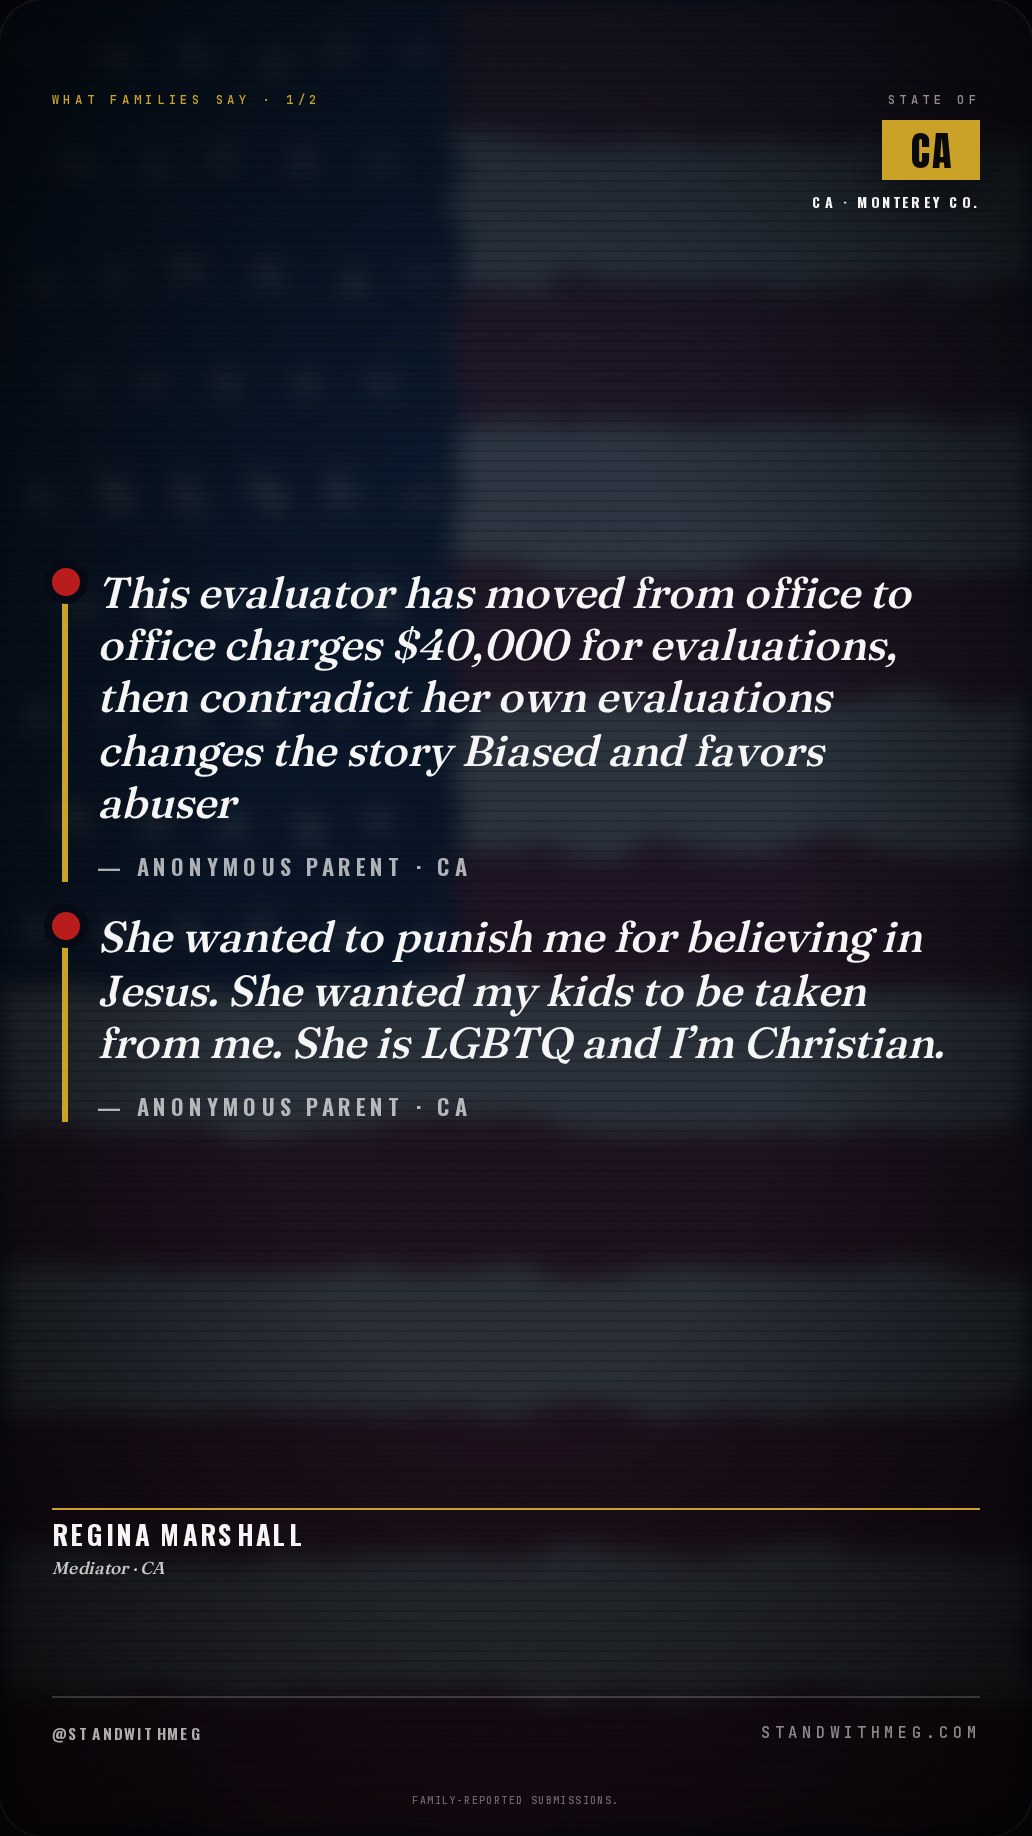 WHAT FAMILIES SAY · 1/2
STATE OF
CA
CA · MONTEREY CO.
This evaluator has moved from office to
office charges $40,000 for evaluations,
then contradict her own evaluations
changes the story Biased and favors
abuser
— ANONYMOUS PARENT · CA
She wanted to punish me for believing in
Jesus. She wanted my kids to be taken
from me. She is LGBTQ and I’m Christian.
— ANONYMOUS PARENT · CA
REGINA MARSHALL
Mediator · CA
@STANDWITHMEG
STANDWITHMEG.COM
FAMILY-REPORTED SUBMISSIONS.